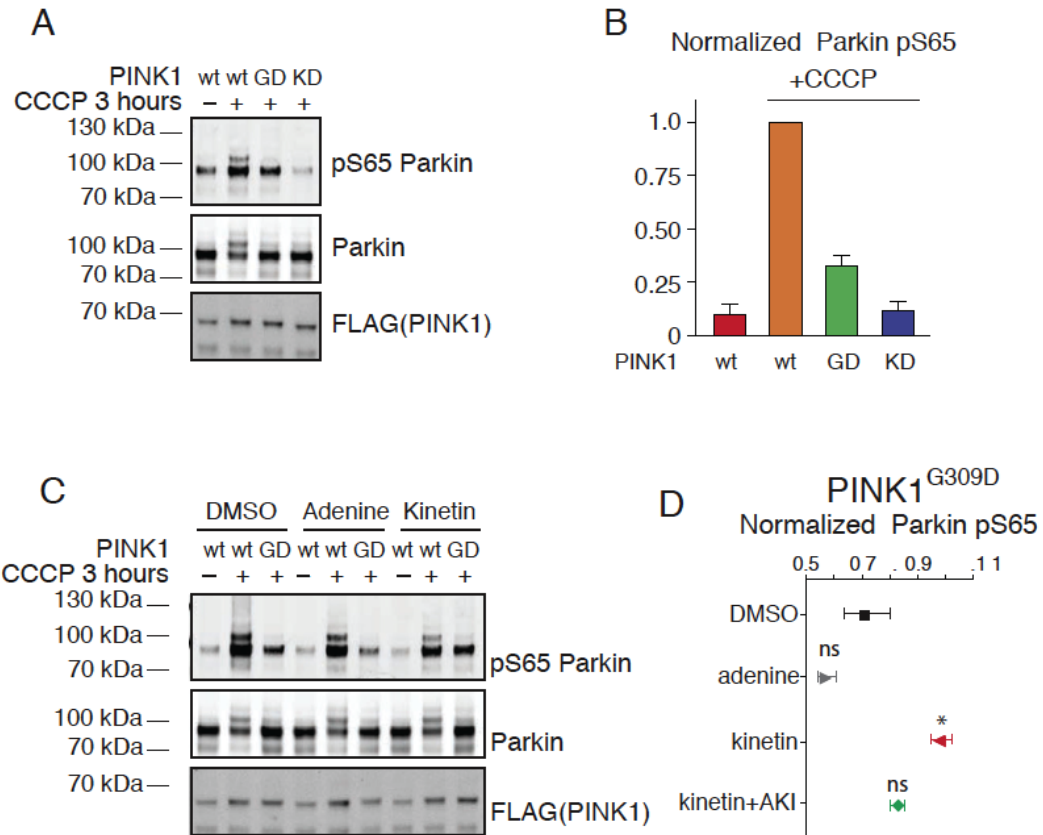 A
PINK1 wt wt GD KD
CCCP 3 hours – + + +
130 kDa
100 kDa
70 kDa
pS65 Parkin
100 kDa
70 kDa
Parkin
70 kDa
FLAG(PINK1)
B
Normalized Parkin pS65
+CCCP
1.0
0.75
0.50
0.25
0
PINK1 wt wt GD KD
C
DMSO Adenine Kinetin
PINK1 wt wt GD wt wt GD wt wt GD
CCCP 3 hours – + + – + + – + +
130 kDa
100 kDa
70 kDa
pS65 Parkin
100 kDa
70 kDa
Parkin
70 kDa
FLAG(PINK1)
D
PINK1 G309D
Normalized Parkin pS65
0.5 0.7 .0.9 .1 1
DMSO
ns
adenine
*
kinetin
ns
kinetin+AKI